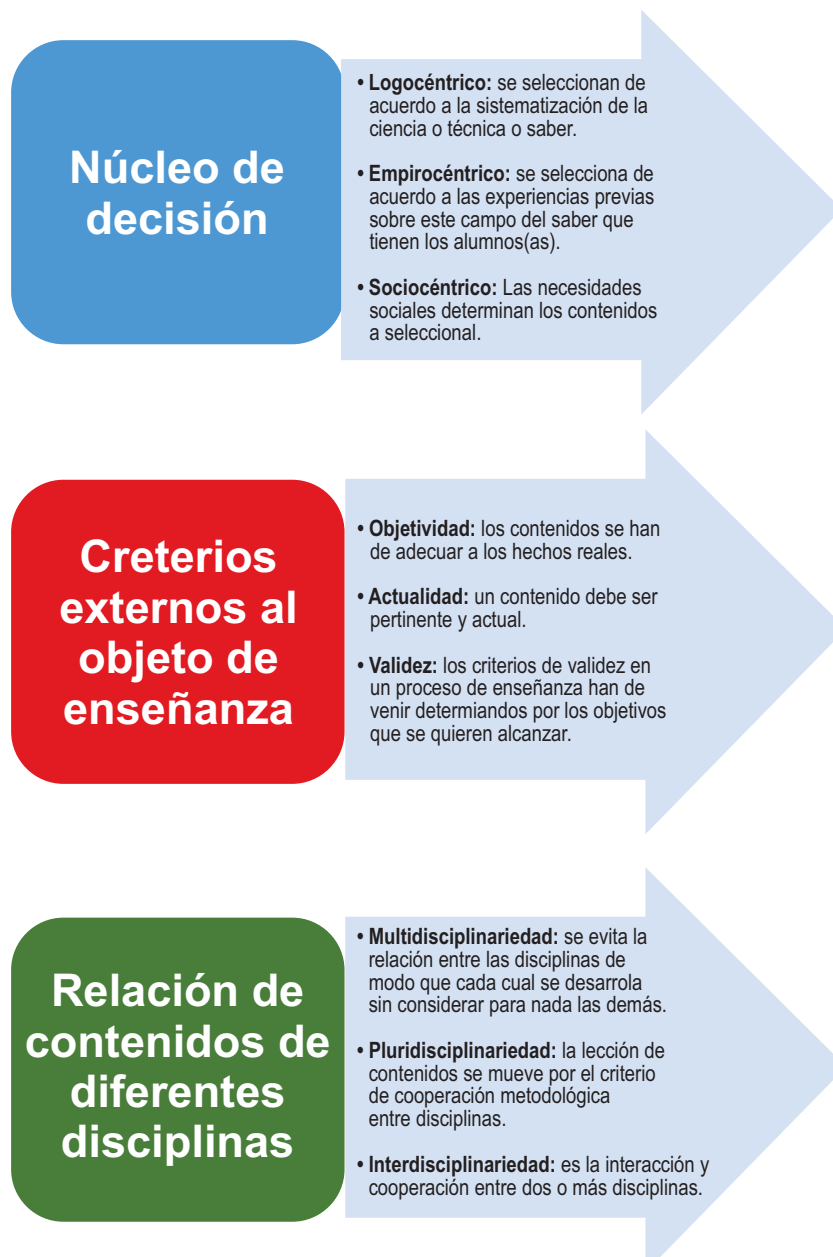 Núcleo de
decisión
• Logocéntrico: se seleccionan de
acuerdo a la sistematización de la
ciencia o técnica o saber.
• Empirocéntrico: se selecciona de
acuerdo a las experiencias previas
sobre este campo del saber que
tienen los alumnos(as).
• Sociocéntrico: Las necesidades
sociales determinan los contenidos
a seleccional.
Creterios
externos al
objeto de
enseñanza
• Objetividad: los contenidos se han
de adecuar a los hechos reales.
• Actualidad: un contenido debe ser
pertinente y actual.
• Validez: los criterios de validez en
un proceso de enseñanza han de
venir determiandos por los objetivos
que se quieren alcanzar.
Relación de
contenidos de
diferentes
disciplinas
• Multidisciplinariedad: se evita la
relación entre las disciplinas de
modo que cada cual se desarrola
sin considerar para nada las demás.
• Pluridisciplinariedad: la lección de
contenidos se mueve por el criterio
de cooperación metodológica
entre disciplinas.
• Interdisciplinariedad: es la interacción y
cooperación entre dos o más disciplinas.